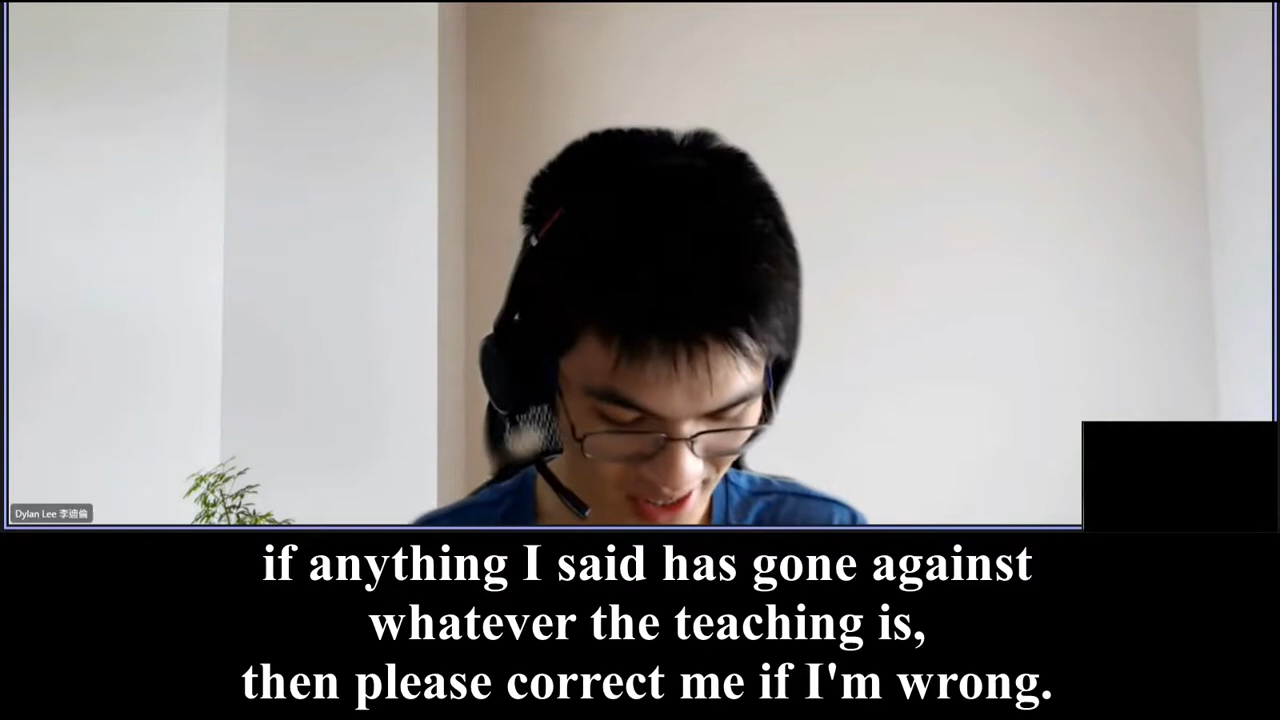 Dylan Lee 李迪倫
if anything I said has gone against
whatever the teaching is,
then please correct me if I'm wrong.